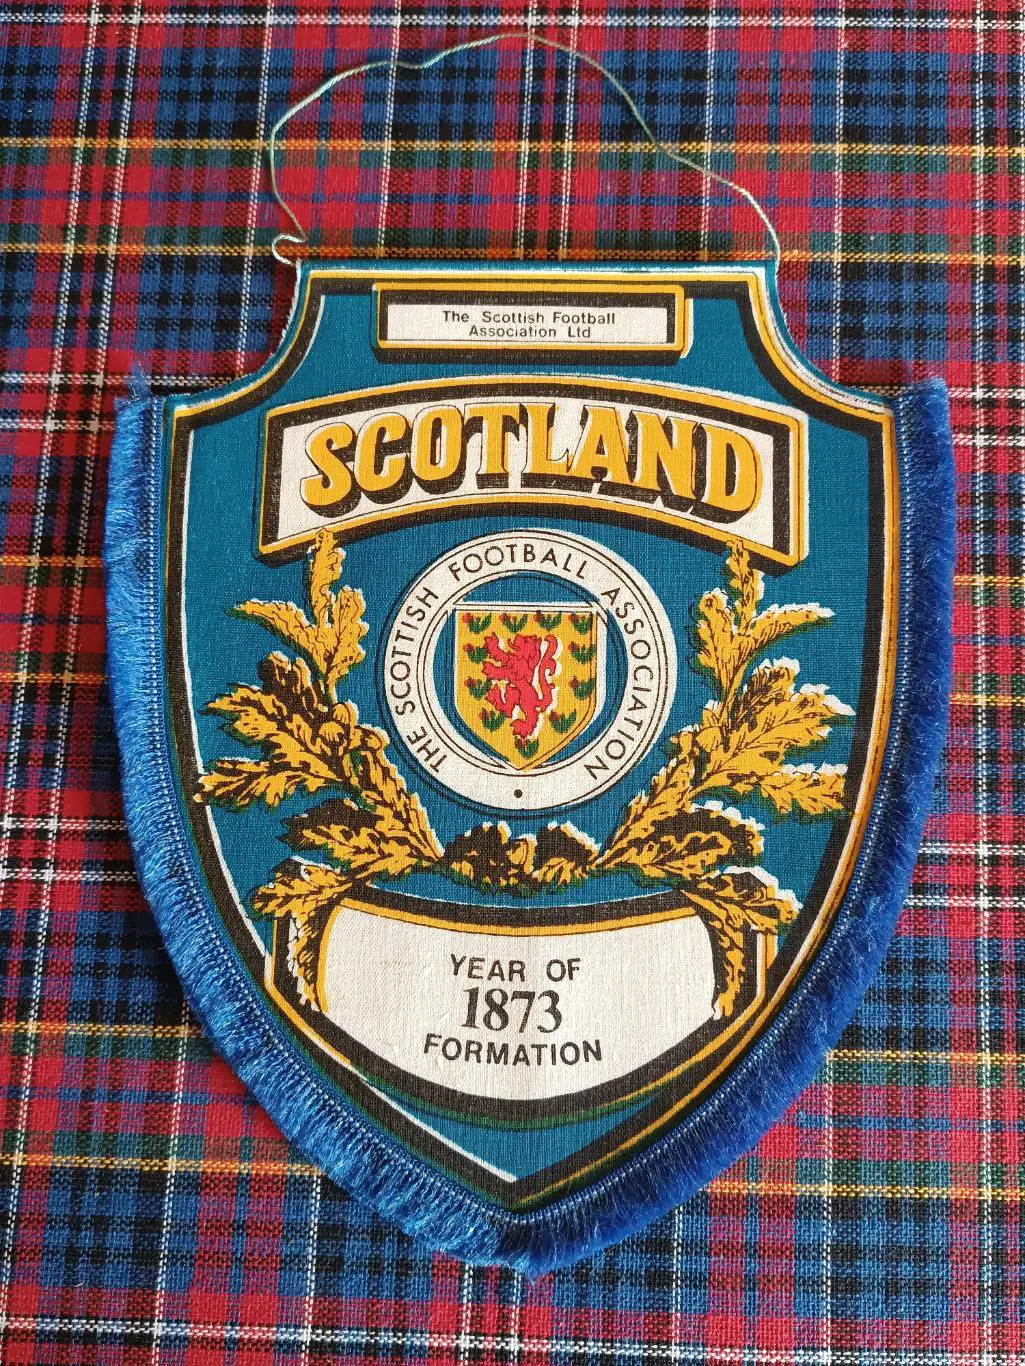 The Scottish Football
Association Ltd
SCOTLAND
THE SCOTTISH FOOTBALL ASSOCIATION
YEAR OF
1873
FORMATION